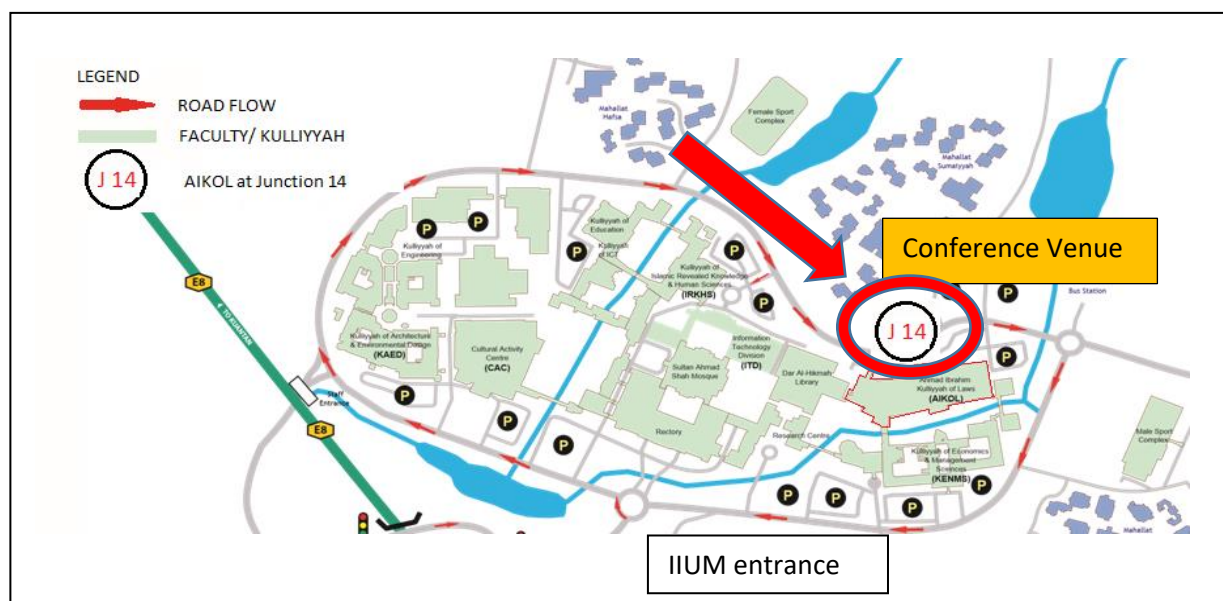 LEGEND
ROAD FLOW
FACULTY/ KULLIYYAH
J 14
AIKOL at Junction 14
Mahallat
Hafsa
Female Sport
Complex
Mahallat
Sumaiyyah
Conference Venue
P
P
P
P
P
P
Bus Station
Kulliyyah of
Engineering
Kulliyyah of
Education
Kulliyyah
of ICT
Kulliyyah of
Islamic Revealed Knowledge
& Human Sciences
(IRKHS)
P
J 14
E8
TO KUANTAN
Kulliyyah of Architecture
& Environmental Design
(KAED)
Cultural Activity
Centre
(CAC)
Sultan Ahmad
Shah Mosque
Information
Technology
Division
(ITD)
Dar Al-Hikmah
Library
Ahmad Ibrahim
Kulliyyah of Laws
(AIKOL)
P
Staff
Entrance
P
P
P
E8
Rectory
Research Centre
Kulliyyah of Economics
& Management
Sciences
(KENMS)
Male Sport
Complex
P
P
P
P
Mahallat
IIUM entrance